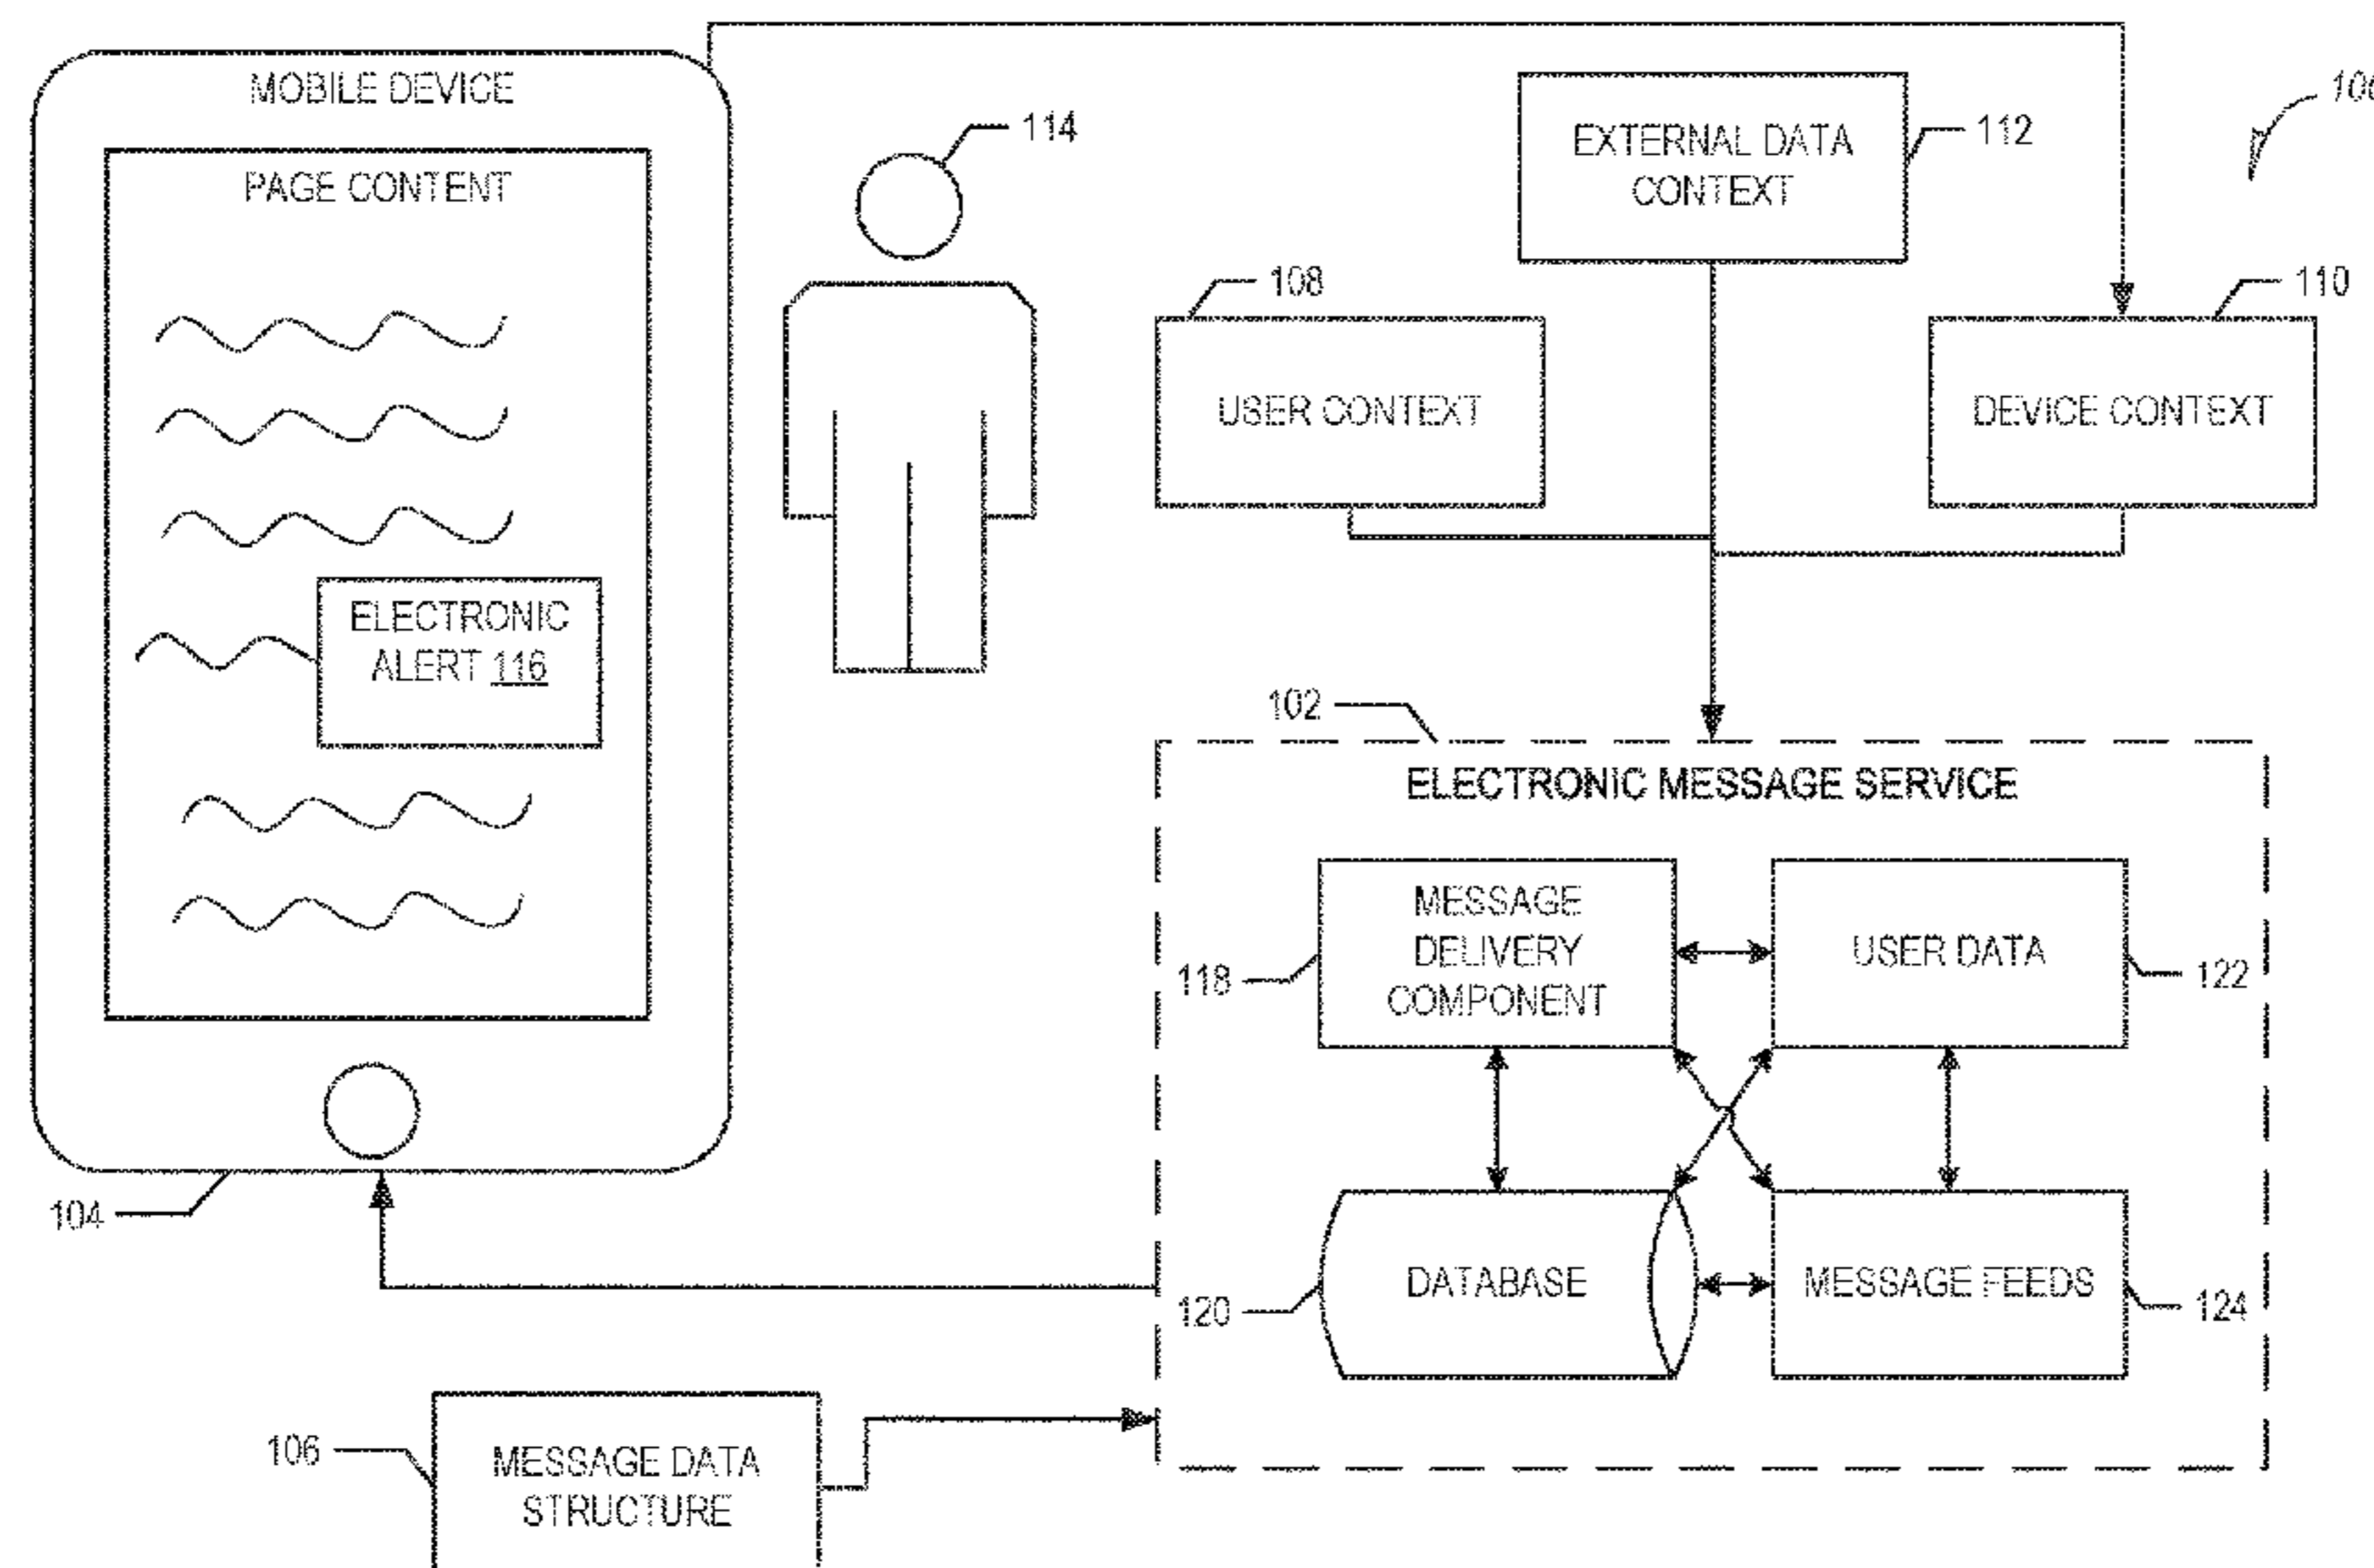 MOBILE DEVICE
PAGE CONTENT
ELECTRONIC
ALERT 116
104
114
EXTERNAL DATA
CONTEXT
112
108
USER CONTEXT
110
DEVICE CONTEXT
102
ELECTRONIC MESSAGE SERVICE
MESSAGE
DELIVERY
COMPONENT
118
USER DATA
122
DATABASE
120
MESSAGE FEEDS
124
106
MESSAGE DATA
STRUCTURE